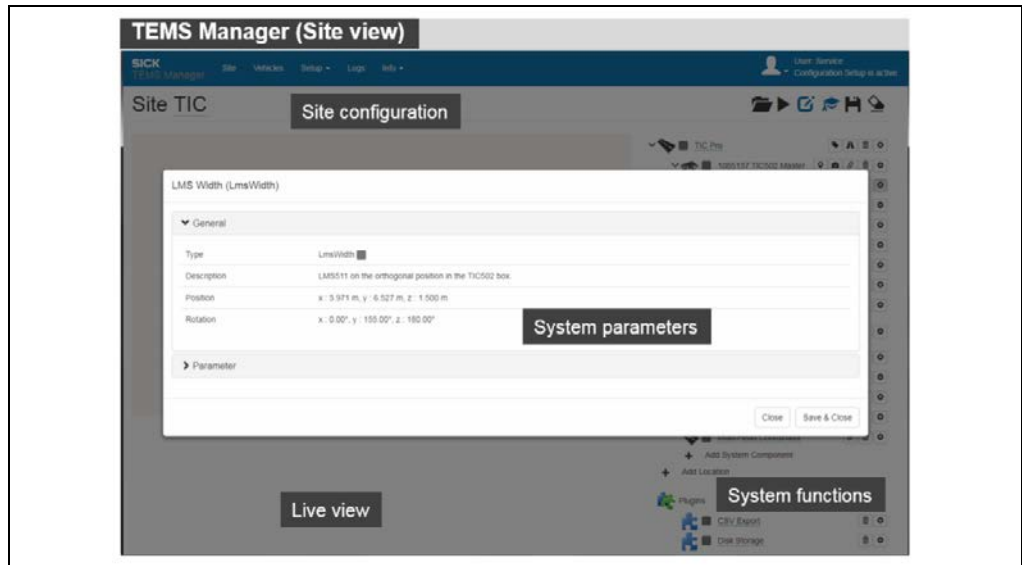 TEMS Manager (Site view)
SICK
TEMS Manager
Site Vehicles Setup Logs Info
User: Service
Configuration Setup is active
Site TIC
Site configuration
TIC Pro
TIC502 Master
LMS Width (LmsWidth)
General
Type LmsWidth
Description LMS511 on the orthogonal position in the TIC502 box.
Position x : 5.971 m, y : 6.527 m, z : 1.500 m
Rotation x : 0.00°, y : 155.00°, z : 180.00°
System parameters
Parameter
Close Save & Close
Add System Component
Add Location
Live view
Plugins
System functions
CSV Export
Disk Storage